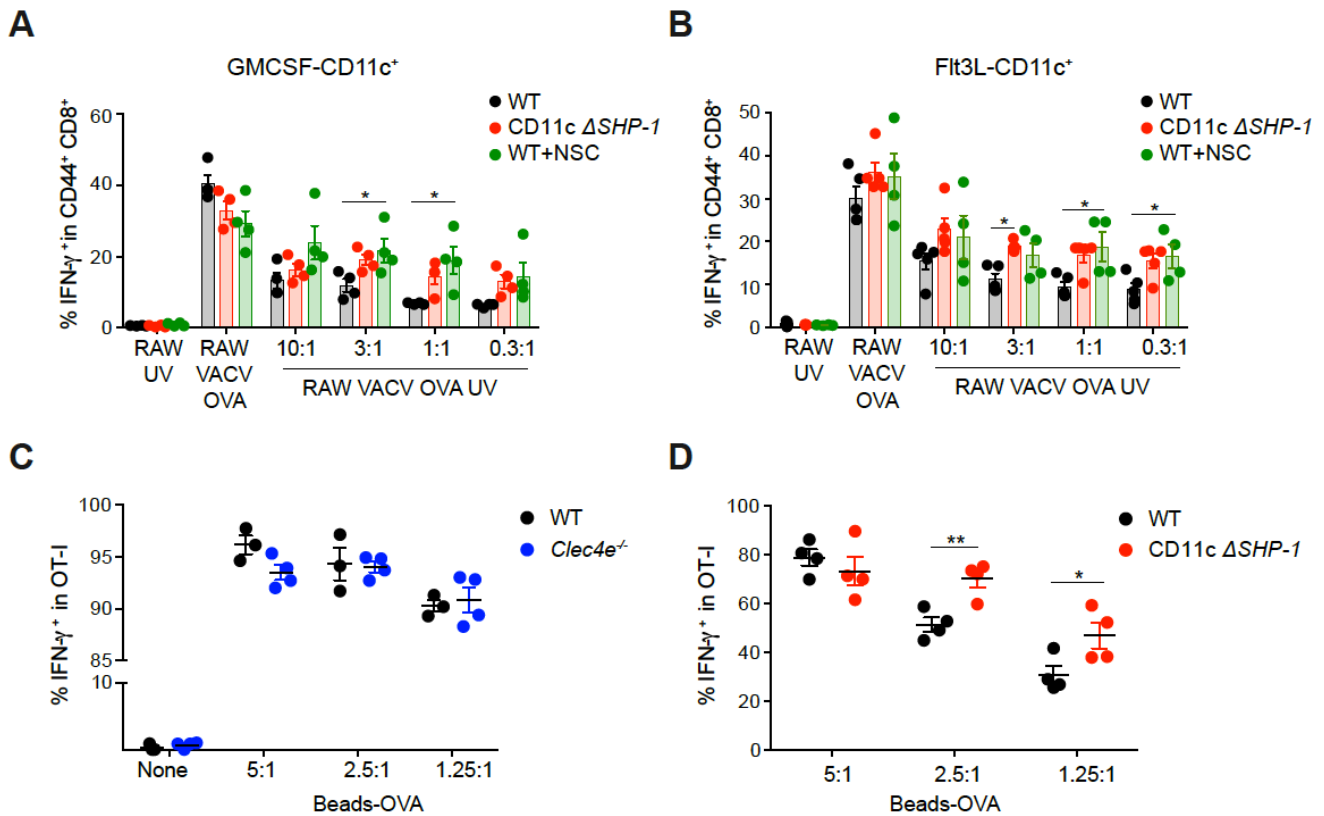 A
GMCSF-CD11c⁺
WT
CD11c ΔSHP-1
WT+NSC
% IFN-γ⁺ in CD44⁺ CD8⁺
60
40
20
0
* *
RAW UV
RAW VACV OVA
10:1 3:1 1:1 0.3:1
RAW VACV OVA UV
B
Flt3L-CD11c⁺
WT
CD11c ΔSHP-1
WT+NSC
% IFN-γ⁺ in CD44⁺ CD8⁺
50
40
30
20
10
0
* * *
RAW UV
RAW VACV OVA
10:1 3:1 1:1 0.3:1
RAW VACV OVA UV
C
WT
Clec4e⁻/⁻
% IFN-γ⁺ in OT-I
100
95
90
85
10
None 5:1 2.5:1 1.25:1
Beads-OVA
D
WT
CD11c ΔSHP-1
% IFN-γ⁺ in OT-I
100
80
60
40
20
0
** *
5:1 2.5:1 1.25:1
Beads-OVA